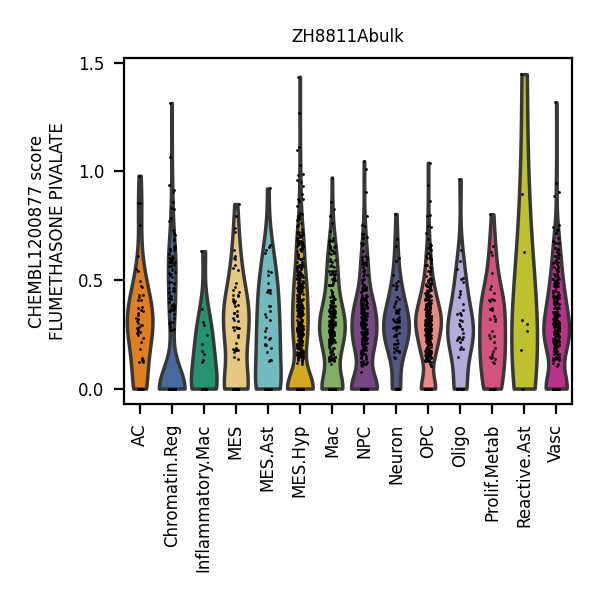 ZH8811Abulk
CHEMBL1200877 score
FLUMETHASONE PIVALATE
1.5
1.0
0.5
0.0
AC
Chromatin.Reg
Inflammatory.Mac
MES
MES.Ast
MES.Hyp
Mac
NPC
Neuron
OPC
Oligo
Prolif.Metab
Reactive.Ast
Vasc